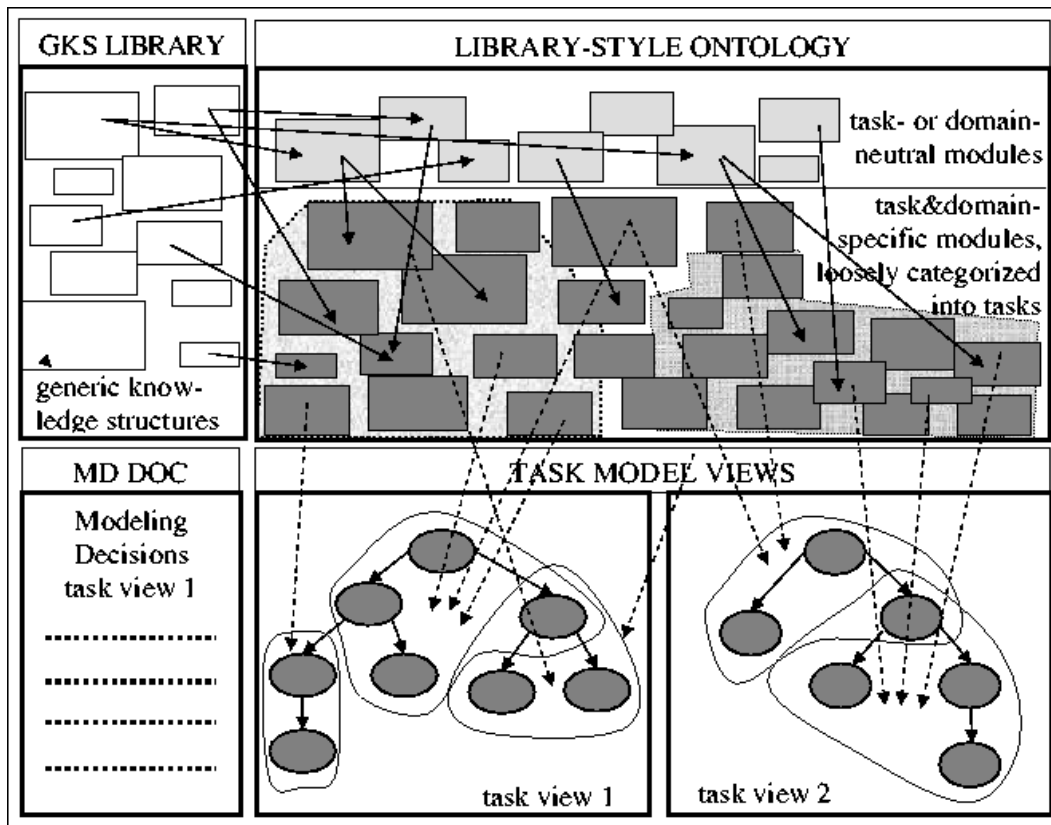 GKS LIBRARY
LIBRARY-STYLE ONTOLOGY
task- or domain-
neutral modules
task&domain-
specific modules,
loosely categorized
into tasks
generic know-
ledge structures
MD DOC
TASK MODEL VIEWS
Modeling
Decisions
task view 1
task view 1
task view 2